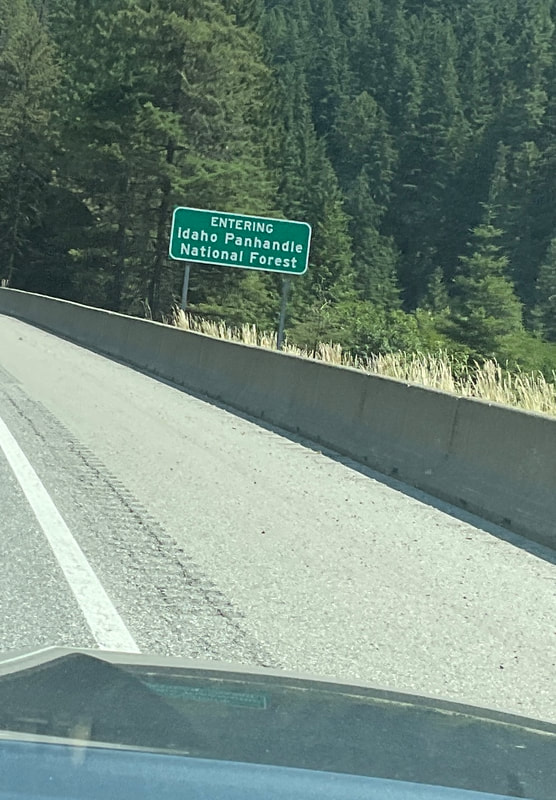 ENTERING
Idaho Panhandle
National Forest